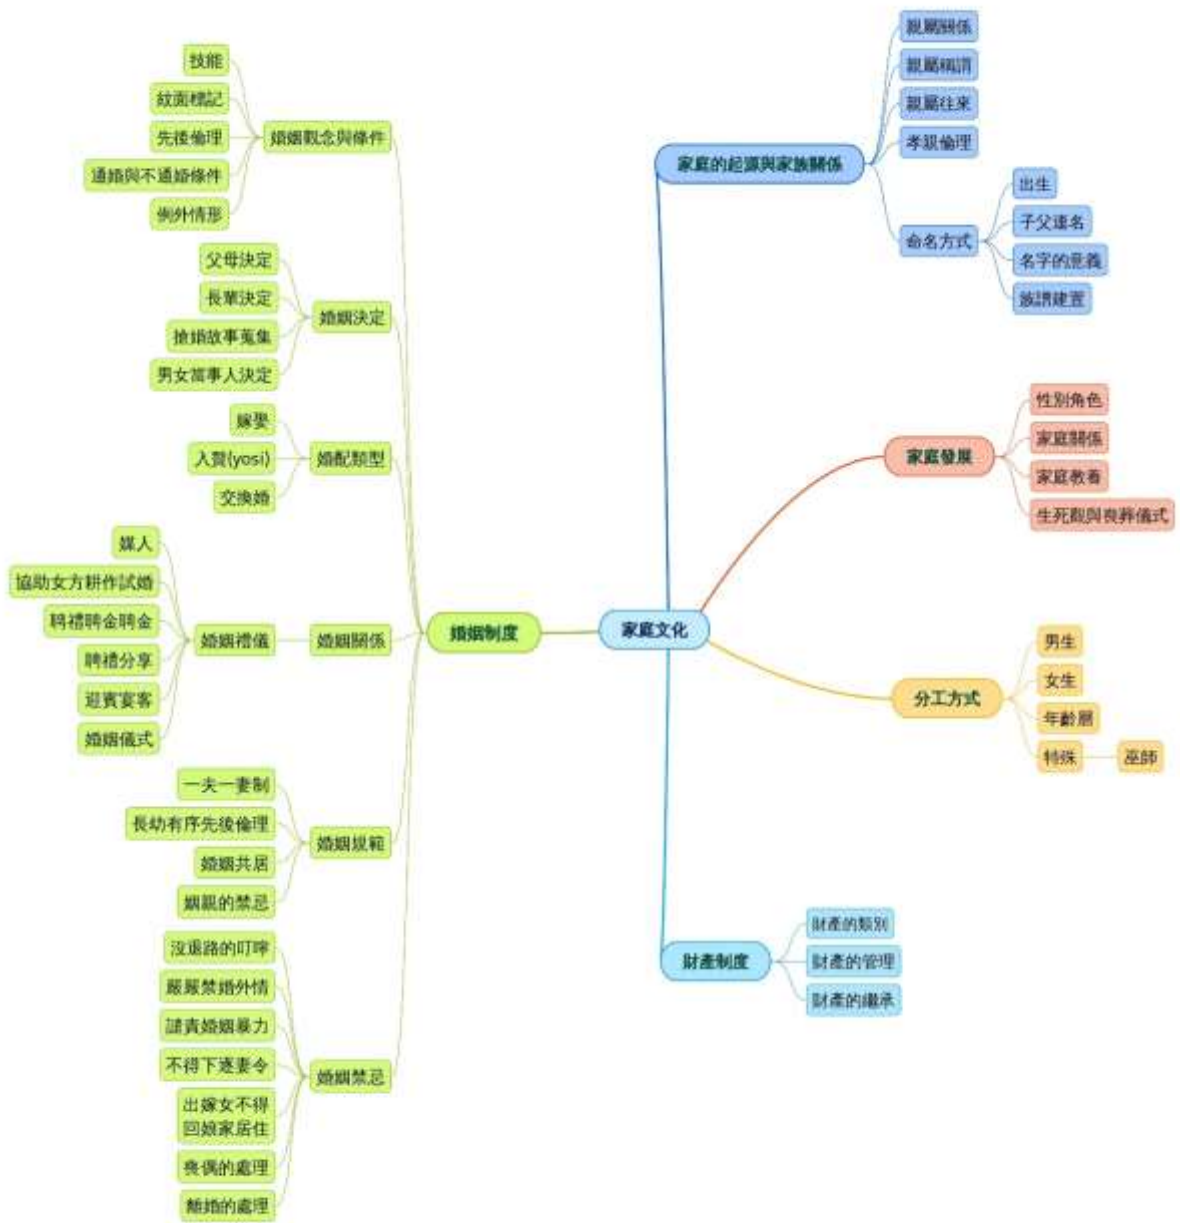 家庭文化
家庭的起源與家族關係
親屬關係
親屬稱謂
親屬往來
孝親倫理
命名方式
出生
子父連名
名字的意義
族譜建置
家庭發展
性別角色
家庭關係
家庭教養
生死觀與喪葬儀式
分工方式
男生
女生
年齡層
特殊
巫師
財產制度
財產的類別
財產的管理
財產的繼承
婚姻制度
婚姻觀念與條件
技能
紋面標記
先後倫理
通婚與不通婚條件
例外情形
婚姻決定
父母決定
長輩決定
搶婚故事蒐集
男女當事人決定
婚配類型
嫁娶
入贅(yosi)
交換婚
婚姻關係
婚姻禮儀
媒人
協助女方耕作試婚
聘禮聘金聘金
聘禮分享
迎賓宴客
婚姻儀式
婚姻規範
一夫一妻制
長幼有序先後倫理
婚姻共居
姻親的禁忌
婚姻禁忌
沒退路的叮嚀
嚴嚴禁婚外情
譴責婚姻暴力
不得下逐妻令
出嫁女不得
回娘家居住
喪偶的處理
離婚的處理